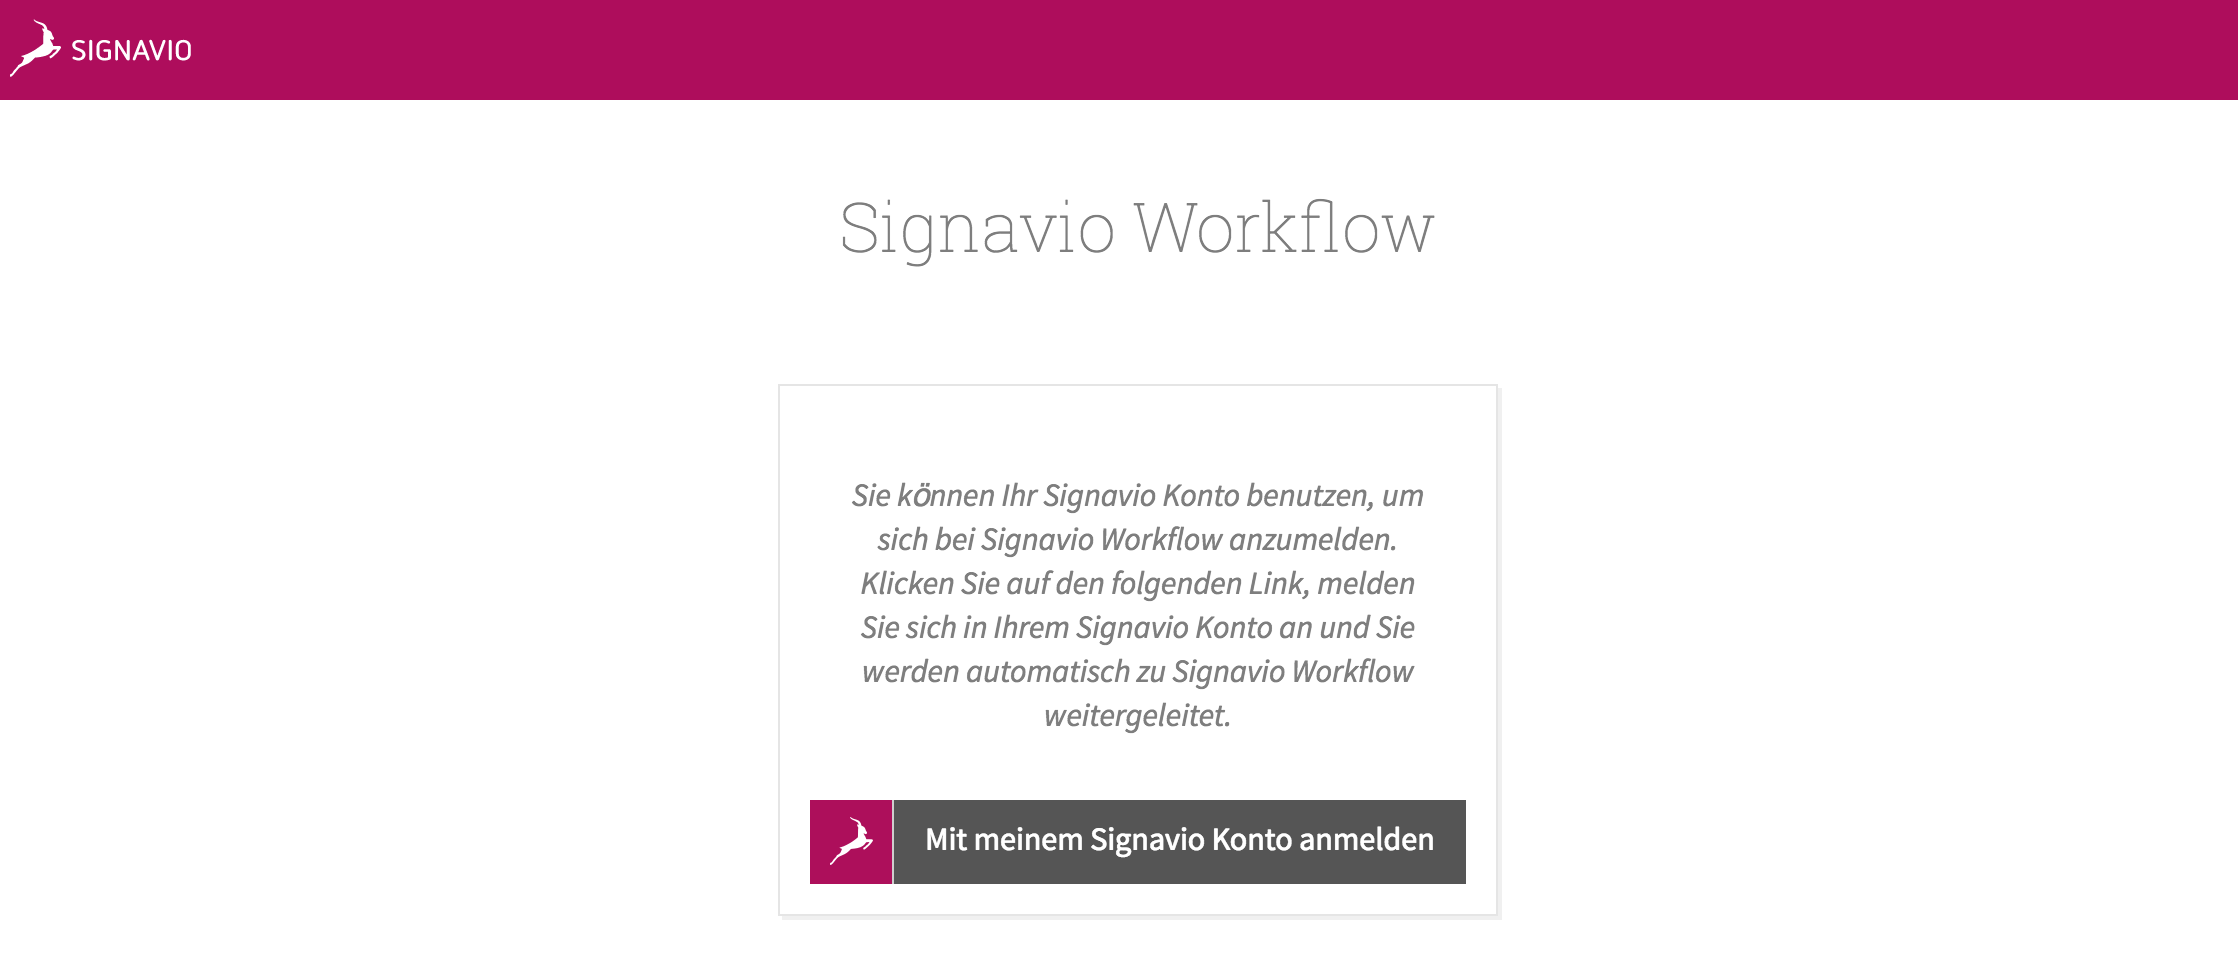 SIGNAVIO
Signavio Workflow
Sie können Ihr Signavio Konto benutzen, um
sich bei Signavio Workflow anzumelden.
Klicken Sie auf den folgenden Link, melden
Sie sich in Ihrem Signavio Konto an und Sie
werden automatisch zu Signavio Workflow
weitergeleitet.
Mit meinem Signavio Konto anmelden